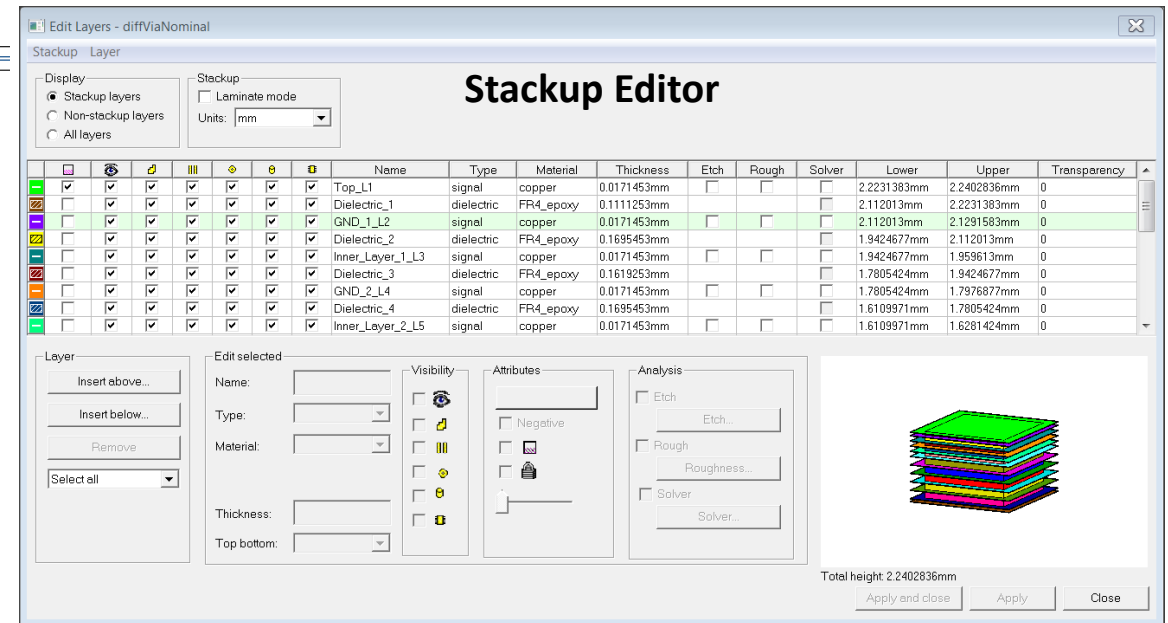 Edit Layers - diffViaNominal
Stackup Layer
Display
Stackup layers
Non-stackup layers
All layers
Stackup
Laminate mode
Units: mm
Stackup Editor
Name Type Material Thickness Etch Rough Solver Lower Upper Transparency
Top_L1 signal copper 0.0171453mm 2.2231383mm 2.2402836mm 0
Dielectric_1 dielectric FR4_epoxy 0.1111253mm 2.112013mm 2.2231383mm 0
GND_1_L2 signal copper 0.0171453mm 2.112013mm 2.1291583mm 0
Dielectric_2 dielectric FR4_epoxy 0.1695453mm 1.9424677mm 2.112013mm 0
Inner_Layer_1_L3 signal copper 0.0171453mm 1.9424677mm 1.959613mm 0
Dielectric_3 dielectric FR4_epoxy 0.1619253mm 1.7805424mm 1.9424677mm 0
GND_2_L4 signal copper 0.0171453mm 1.7805424mm 1.7976877mm 0
Dielectric_4 dielectric FR4_epoxy 0.1695453mm 1.6109971mm 1.7805424mm 0
Inner_Layer_2_L5 signal copper 0.0171453mm 1.6109971mm 1.6281424mm 0
Layer
Insert above...
Insert below...
Remove
Select all
Edit selected
Name:
Type:
Material:
Thickness:
Top bottom:
Visibility
Attributes
Negative
Analysis
Etch
Etch...
Rough
Roughness...
Solver
Solver...
Total height: 2.2402836mm
Apply and close Apply Close